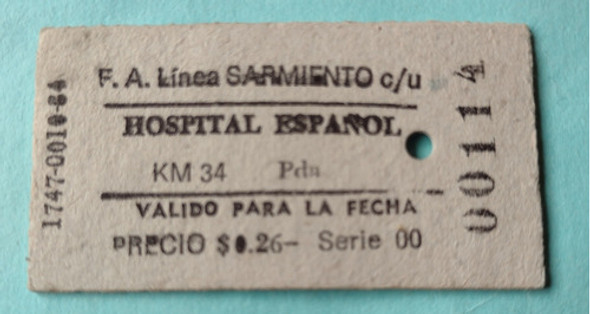 F. A. Línea SARMIENTO c/u
HOSPITAL ESPAÑOL
KM 34 Pda
VALIDO PARA LA FECHA
PRECIO $0.26- Serie 00
1747-0010-84
00114